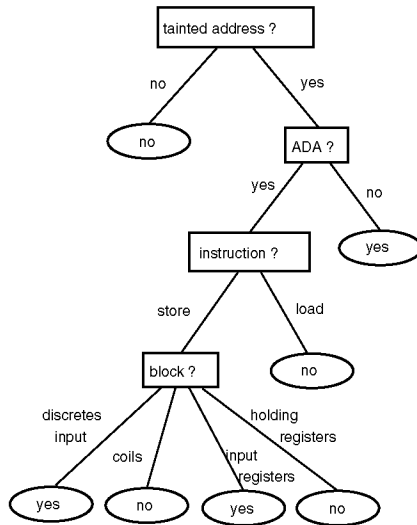 tainted address ?
no
yes
no
ADA ?
yes
no
instruction ?
yes
store
load
block ?
no
discretes
input
coils
input
registers
holding
registers
yes
no
yes
no